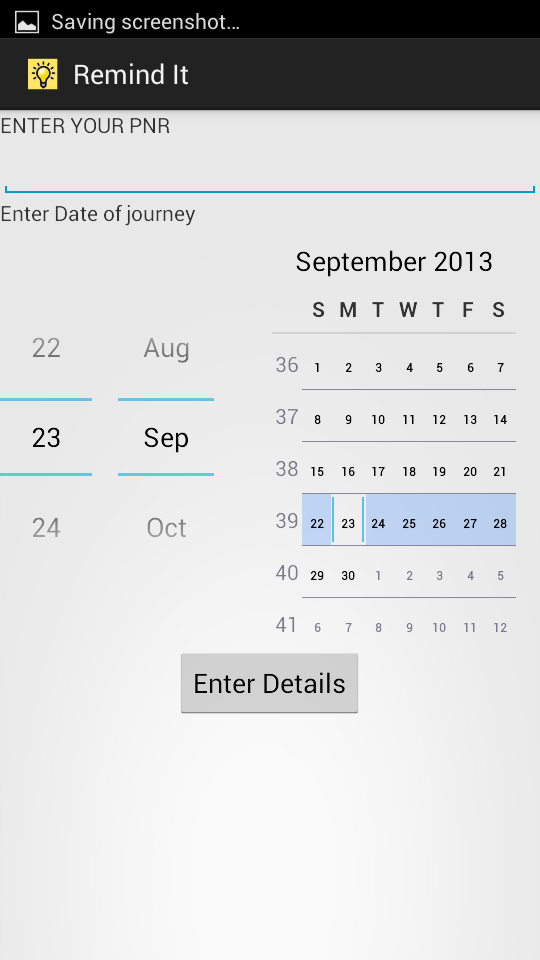 Saving screenshot...
Remind It
ENTER YOUR PNR
Enter Date of journey
September 2013
S M T W T F S
22 Aug
36 1 2 3 4 5 6 7
37 8 9 10 11 12 13 14
23 Sep
38 15 16 17 18 19 20 21
24 Oct
39 22 23 24 25 26 27 28
40 29 30 1 2 3 4 5
41 6 7 8 9 10 11 12
Enter Details